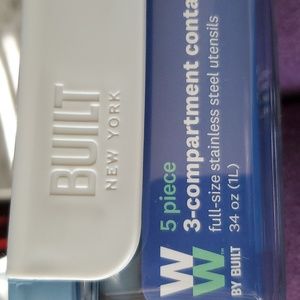 BUILT
NEW YORK
5 piece
3-compartment conta
full-size stainless steel utensils
34 oz (1L)
W
W
BY BUILT